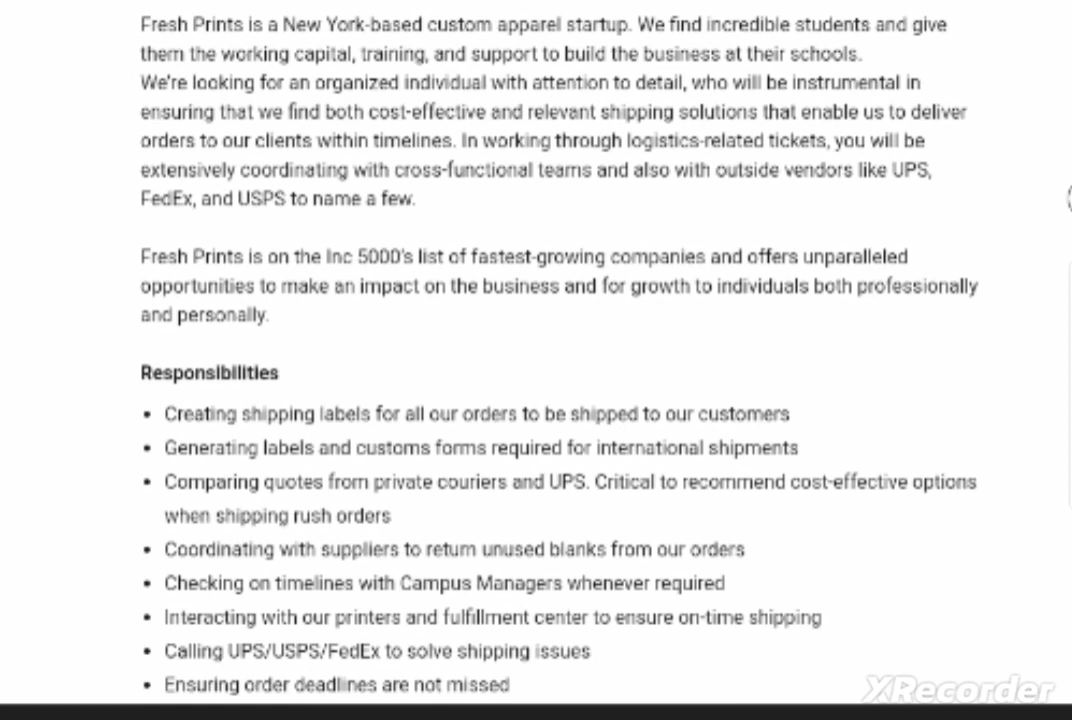 Fresh Prints is a New York-based custom apparel startup. We find incredible students and give
them the working capital, training, and support to build the business at their schools.
We're looking for an organized individual with attention to detail, who will be instrumental in
ensuring that we find both cost-effective and relevant shipping solutions that enable us to deliver
orders to our clients within timelines. In working through logistics-related tickets, you will be
extensively coordinating with cross-functional teams and also with outside vendors like UPS,
FedEx, and USPS to name a few.
Fresh Prints is on the Inc 5000's list of fastest-growing companies and offers unparalleled
opportunities to make an impact on the business and for growth to individuals both professionally
and personally.
Responsibilities
• Creating shipping labels for all our orders to be shipped to our customers
• Generating labels and customs forms required for international shipments
• Comparing quotes from private couriers and UPS. Critical to recommend cost-effective options
when shipping rush orders
• Coordinating with suppliers to return unused blanks from our orders
• Checking on timelines with Campus Managers whenever required
• Interacting with our printers and fulfillment center to ensure on-time shipping
• Calling UPS/USPS/FedEx to solve shipping issues
• Ensuring order deadlines are not missed
XRecorder